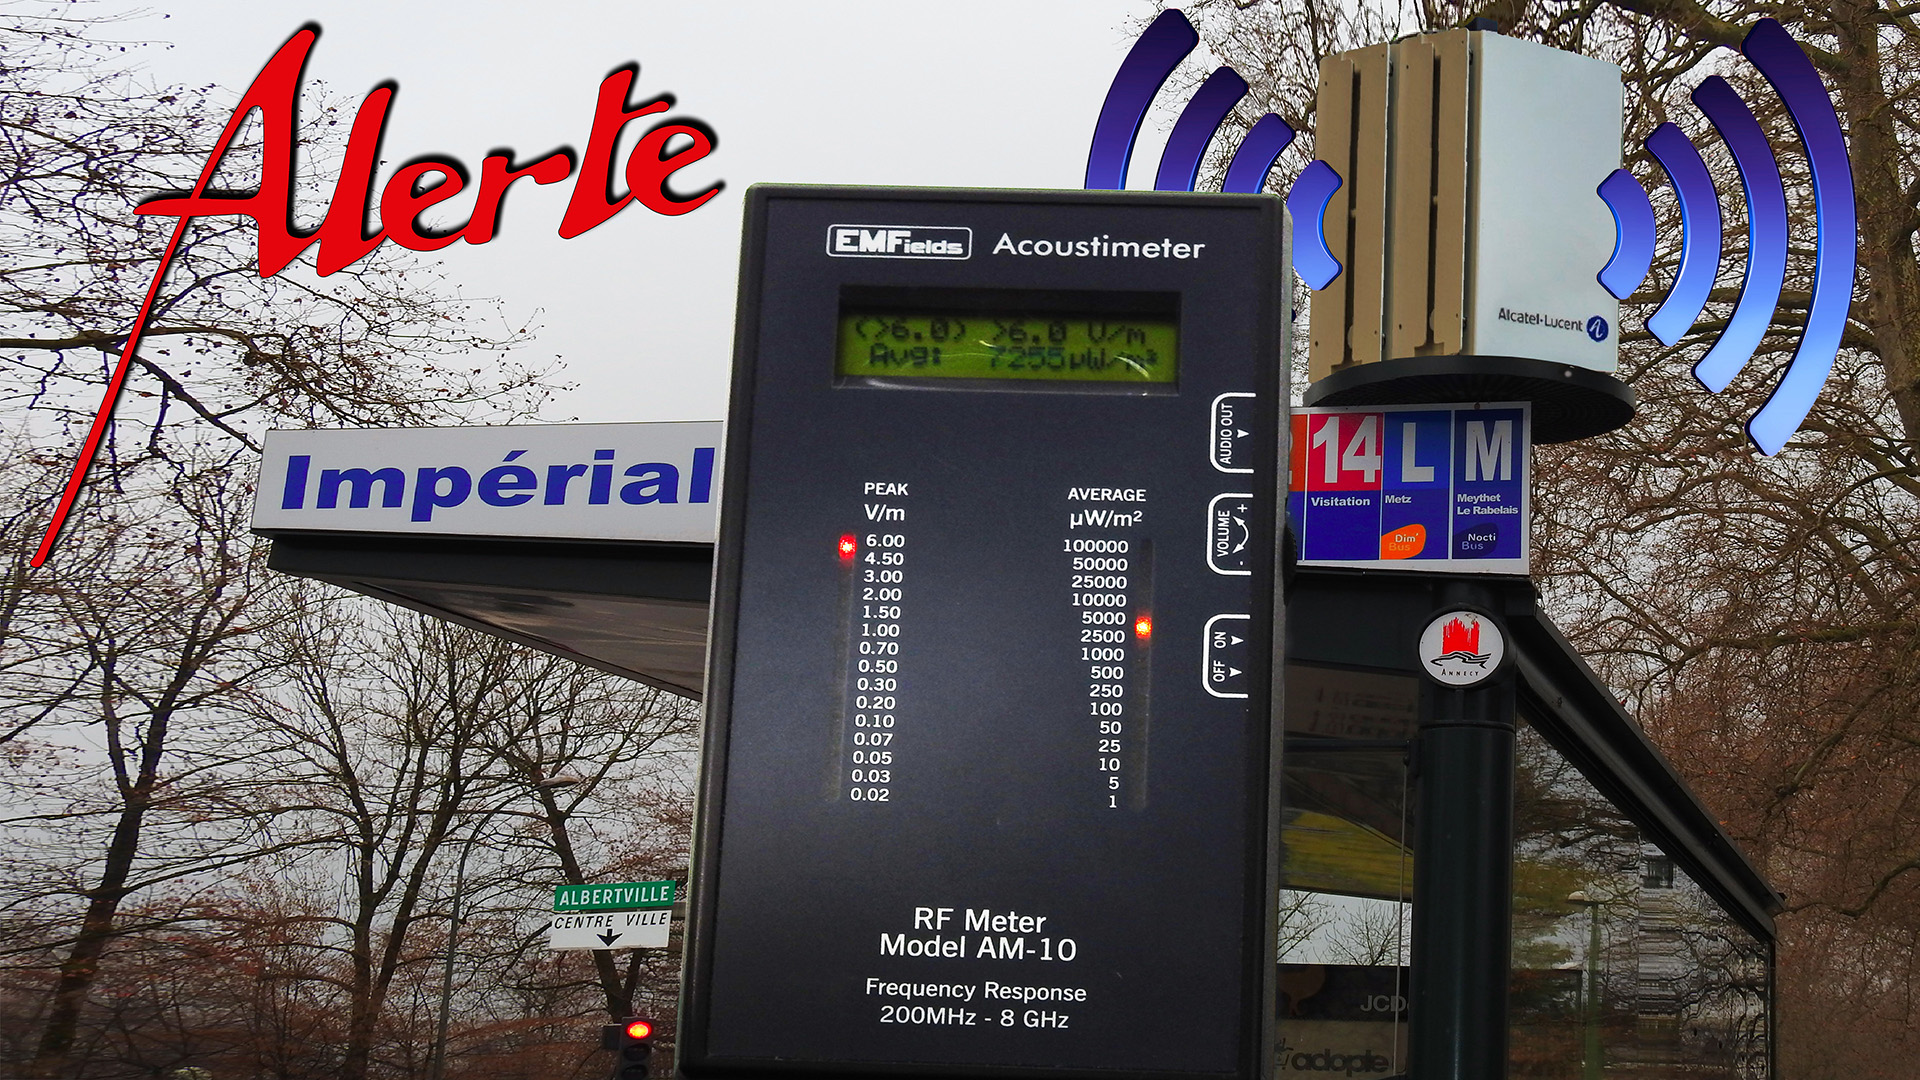 Alerte
EMFields Acoustimeter
(>6.0) >6.0 V/m
Avg: 7255µW/m²
AUDIO OUT
VOLUME
+
-
OFF ON
PEAK
V/m
6.00
4.50
3.00
2.00
1.50
1.00
0.70
0.50
0.30
0.20
0.10
0.07
0.05
0.03
0.02
AVERAGE
µW/m²
100000
50000
25000
10000
5000
2500
1000
500
250
100
50
25
10
5
1
RF Meter
Model AM-10
Frequency Response
200MHz - 8 GHz
Alcatel·Lucent
Impérial
14 L M
Visitation
Metz
Meythet
Le Rabelais
Dim'
Bus
Nocti
Bus
ANNECY
ALBERTVILLE
CENTRE VILLE
JCD
adopte